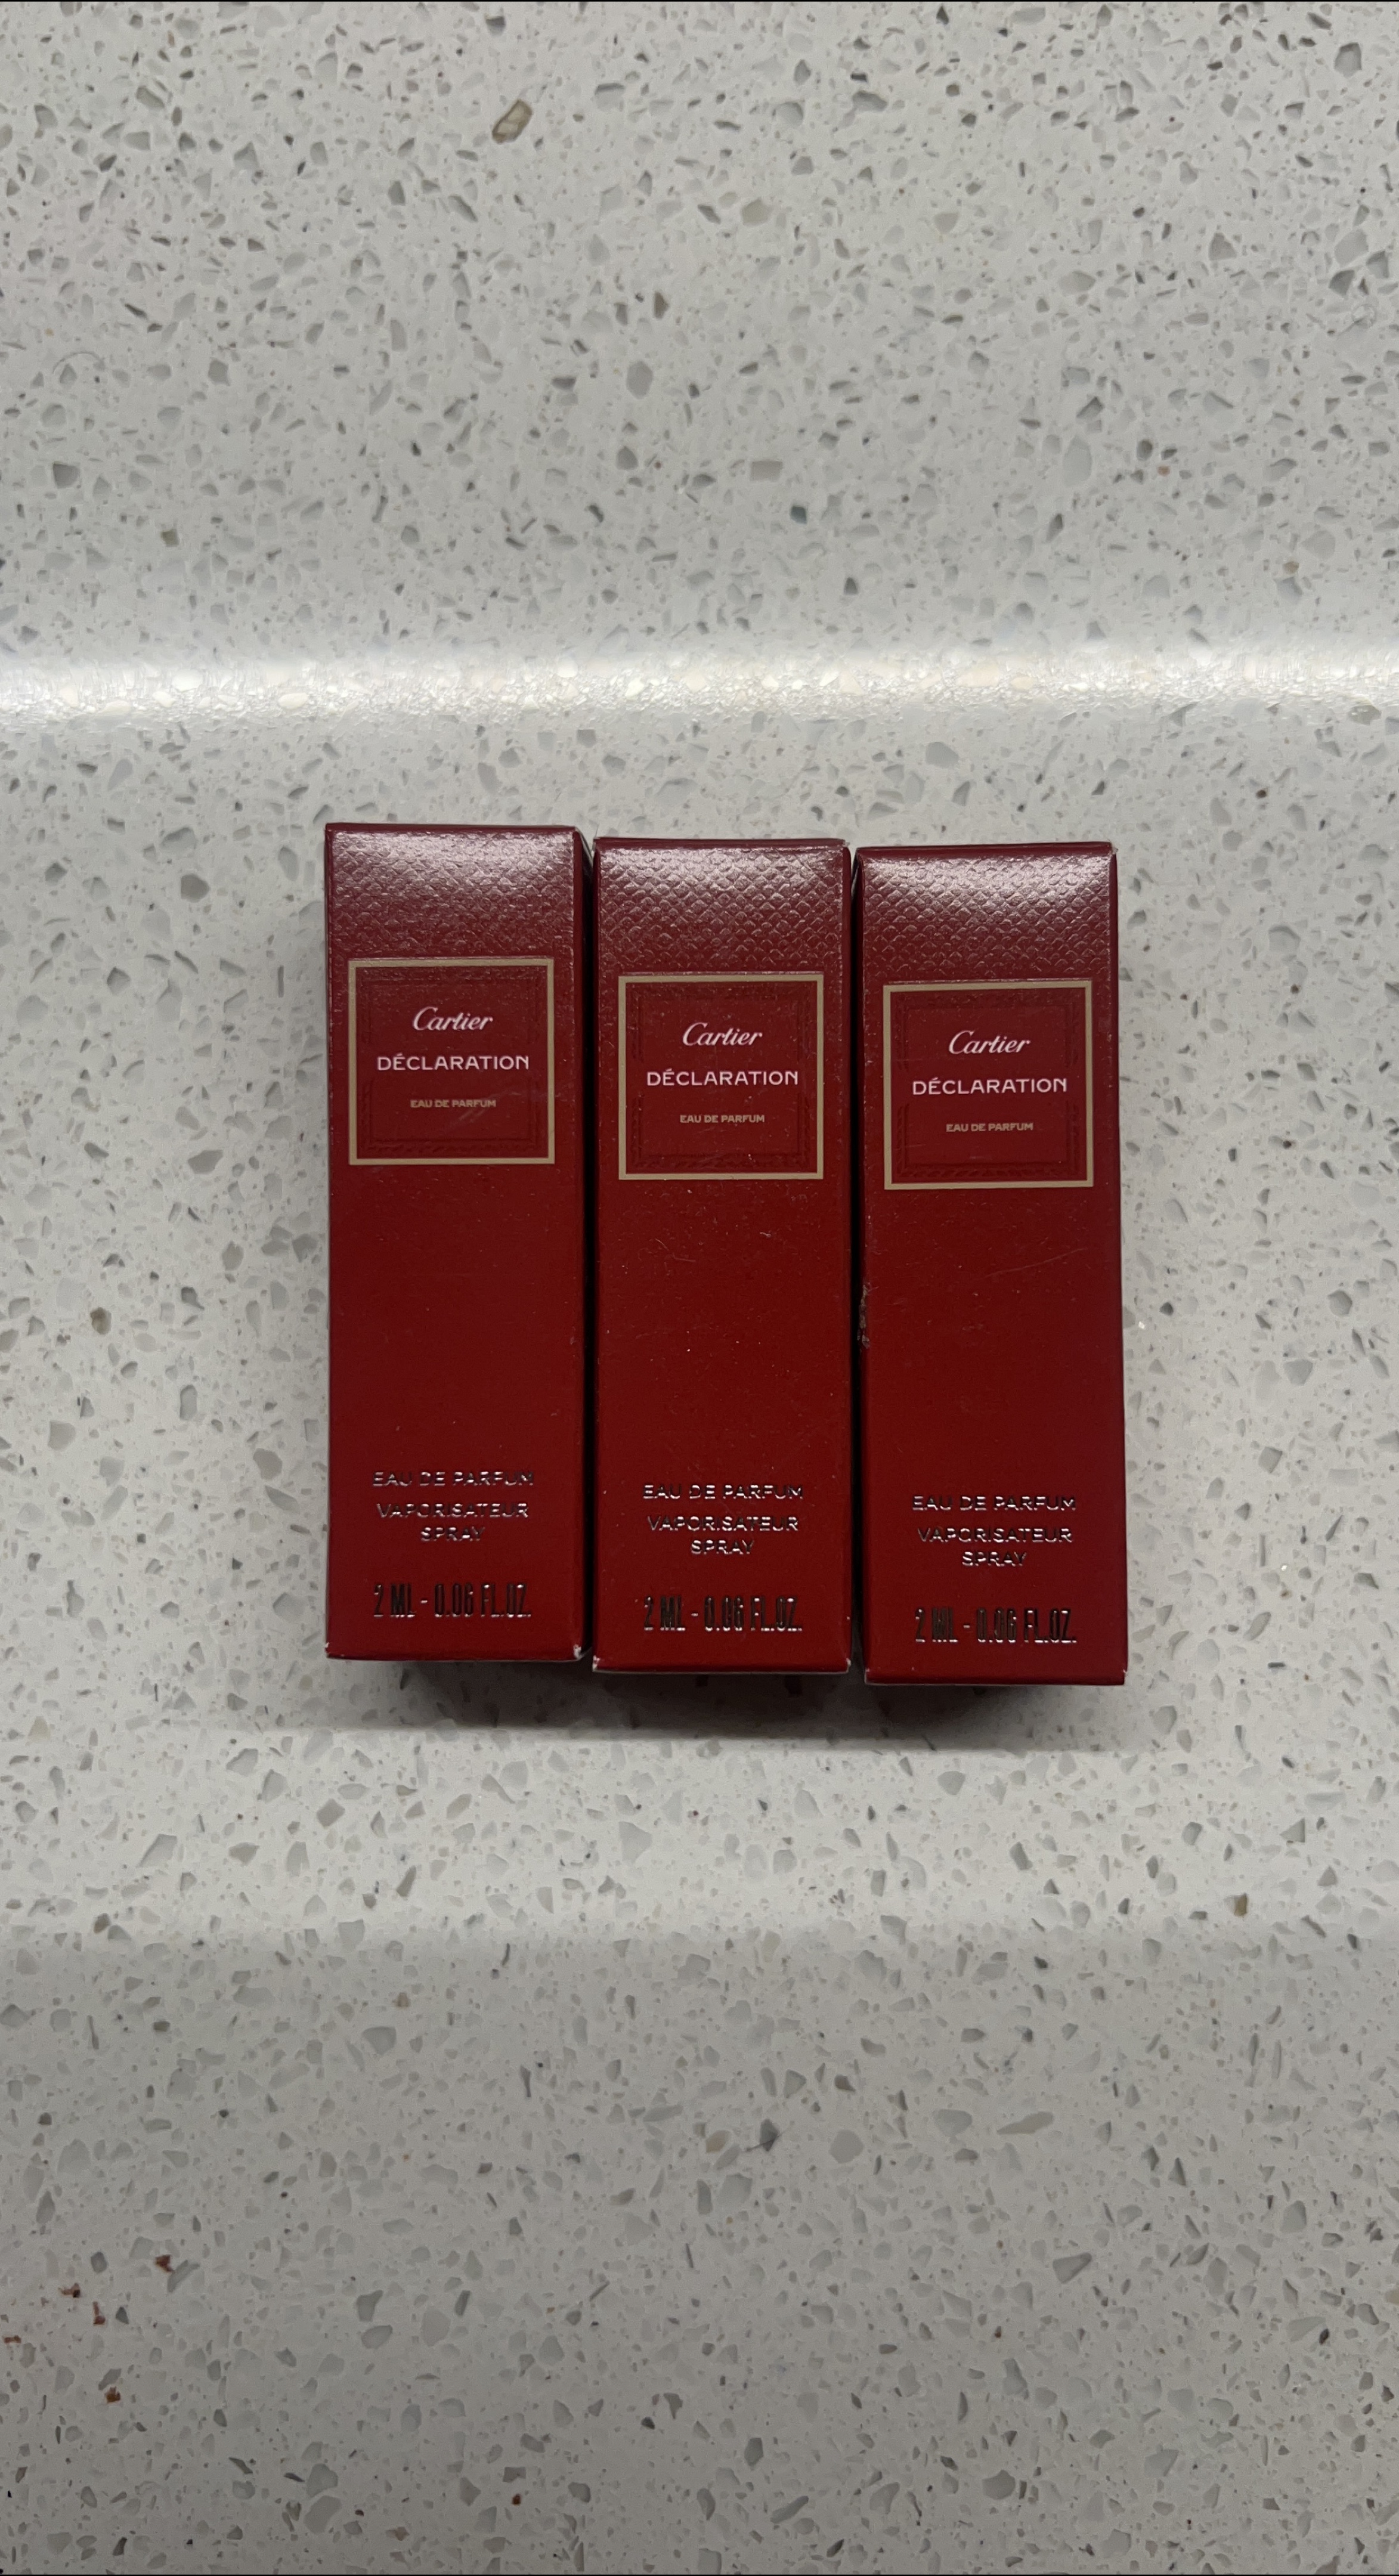 Cartier
DÉCLARATION
EAU DE PARFUM
EAU DE PARFUM
VAPORISATEUR
SPRAY
2 ML - 0.06 FL.OZ.
Cartier
DÉCLARATION
EAU DE PARFUM
EAU DE PARFUM
VAPORISATEUR
SPRAY
2 ML - 0.06 FL.OZ.
Cartier
DÉCLARATION
EAU DE PARFUM
EAU DE PARFUM
VAPORISATEUR
SPRAY
2 ML - 0.06 FL.OZ.